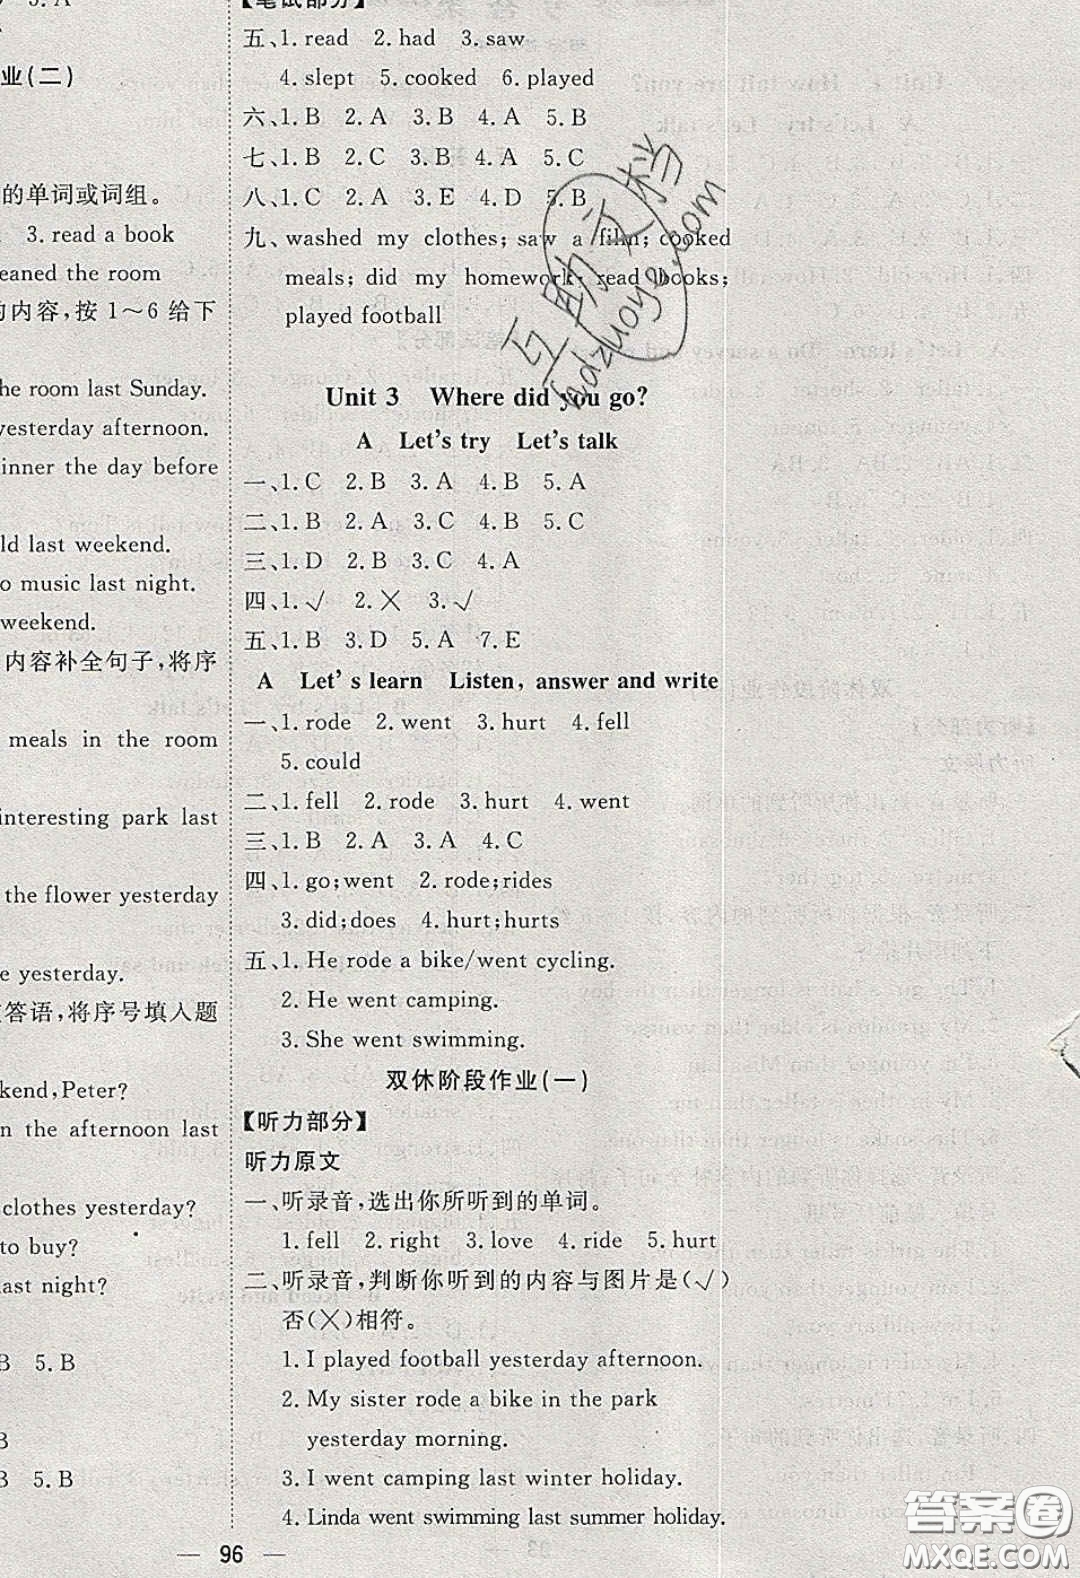 5. A
业(二)
的单词或词组。
3. read a book
eaned the room
的内容,按 1～6 给下
he room last Sunday.
yesterday afternoon.
inner the day before
ld last weekend.
o music last night.
weekend.
内容补全句子,将序
meals in the room
interesting park last
the flower yesterday
e yesterday.
答语,将序号填入题
ekend, Peter?
n the afternoon last
clothes yesterday?
to buy?
last night?
B 5. B
B
B 5. B
【笔试部分】
五、1. read 2. had 3. saw
4. slept 5. cooked 6. played
六、1. B 2. A 3. B 4. A 5. B
七、1. B 2. C 3. B 4. A 5. C
八、1. C 2. A 3. E 4. D 5. B
九、washed my clothes; saw a film; cooked
meals; did my homework; read books;
played football
Unit 3 Where did you go?
A Let's try Let's talk
一、1. C 2. B 3. A 4. B 5. A
二、1. B 2. A 3. C 4. B 5. C
三、1. D 2. B 3. C 4. A
四、1. √ 2. × 3. √
五、1. B 3. D 5. A 7. E
A Let's learn Listen, answer and write
一、1. rode 2. went 3. hurt 4. fell
5. could
二、1. fell 2. rode 3. hurt 4. went
三、1. B 2. A 3. A 4. C
四、1. go;went 2. rode;rides
3. did;does 4. hurt;hurts
五、1. He rode a bike/went cycling.
2. He went camping.
3. She went swimming.
双休阶段作业(一)
【听力部分】
听力原文
一、听录音,选出你所听到的单词。
1. fell 2. right 3. love 4. ride 5. hurt
二、听录音,判断你听到的内容与图片是(√)
否(×)相符。
1. I played football yesterday afternoon.
2. My sister rode a bike in the park
yesterday morning.
3. I went camping last winter holiday.
4. Linda went swimming last summer holiday.
— 96 —
互助文档
hdzuoye.com
答案圈
MXQE.COM